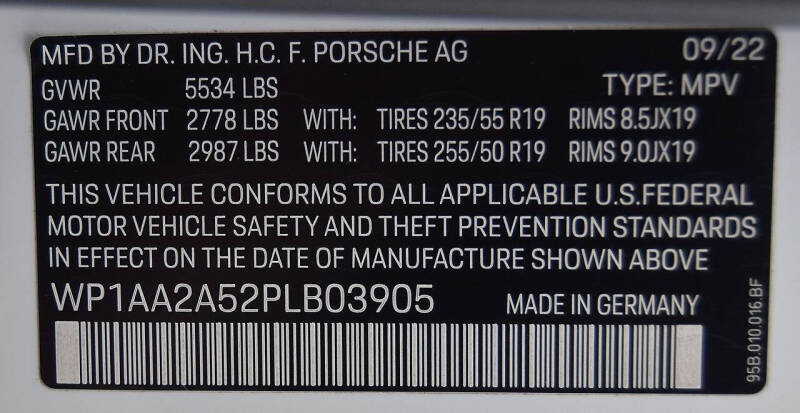 MFD BY DR. ING. H.C. F. PORSCHE AG 09/22
GVWR 5534 LBS TYPE: MPV
GAWR FRONT 2778 LBS WITH: TIRES 235/55 R19 RIMS 8.5JX19
GAWR REAR 2987 LBS WITH: TIRES 255/50 R19 RIMS 9.0JX19
THIS VEHICLE CONFORMS TO ALL APPLICABLE U.S.FEDERAL
MOTOR VEHICLE SAFETY AND THEFT PREVENTION STANDARDS
IN EFFECT ON THE DATE OF MANUFACTURE SHOWN ABOVE
WP1AA2A52PLB03905 MADE IN GERMANY
95B.010.016.BF